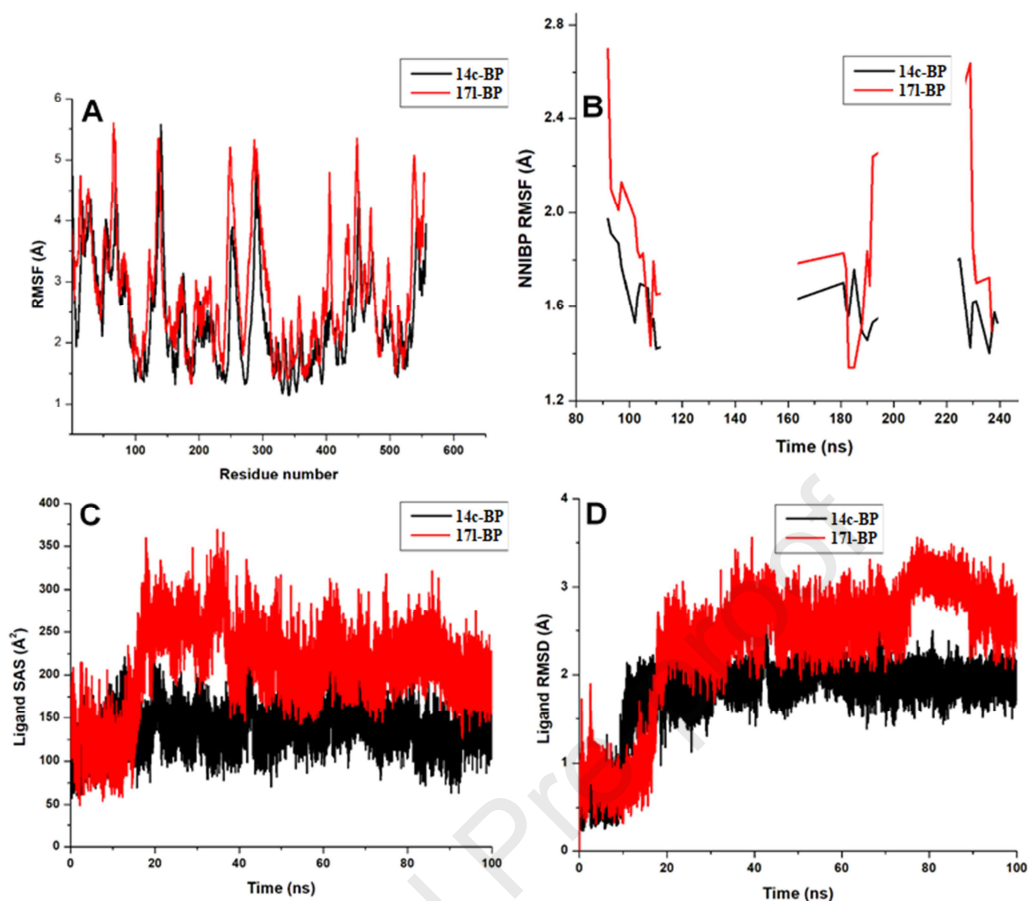 A
14c-BP
17l-BP
RMSF (Å)
6
5
4
3
2
1
100 200 300 400 500 600
Residue number
B
14c-BP
17l-BP
NNIBP RMSF (Å)
2.8
2.4
2.0
1.6
1.2
80 100 120 140 160 180 200 220 240
Time (ns)
C
14c-BP
17l-BP
Ligand SAS (Å²)
400
350
300
250
200
150
100
50
0
0 20 40 60 80 100
Time (ns)
D
14c-BP
17l-BP
Ligand RMSD (Å)
4
3
2
1
0
0 20 40 60 80 100
Time (ns)
l Pre-proof